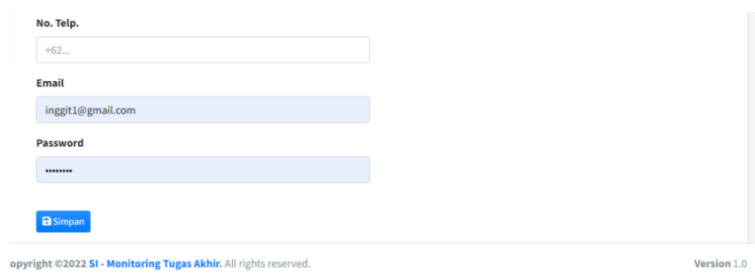 No. Telp.
+62...
Email
inggit1@gmail.com
Password
••••••••
Simpan
opyright ©2022 SI - Monitoring Tugas Akhir. All rights reserved.
Version 1.0